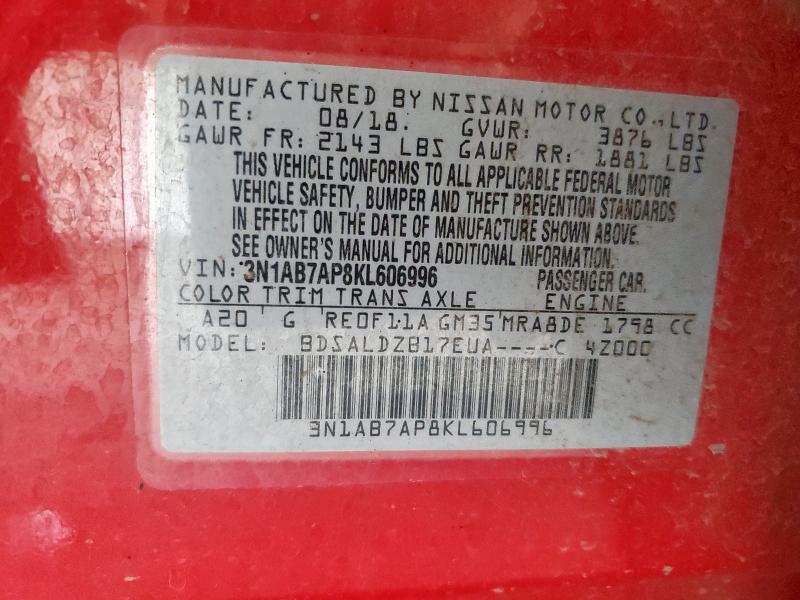 MANUFACTURED BY NISSAN MOTOR CO.,LTD.
DATE: 08/18. GVWR: 3876 LBS
GAWR FR: 2143 LBS GAWR RR: 1881 LBS
THIS VEHICLE CONFORMS TO ALL APPLICABLE FEDERAL MOTOR
VEHICLE SAFETY, BUMPER AND THEFT PREVENTION STANDARDS
IN EFFECT ON THE DATE OF MANUFACTURE SHOWN ABOVE.
SEE OWNER'S MANUAL FOR ADDITIONAL INFORMATION.
VIN: 3N1AB7AP8KL606996 PASSENGER CAR.
COLOR TRIM TRANS AXLE ENGINE
A20 G RE0F11A GM35 MRA8DE 1798 CC
MODEL: BDSALDZB17EUA----C 4Z000
3N1AB7AP8KL606996